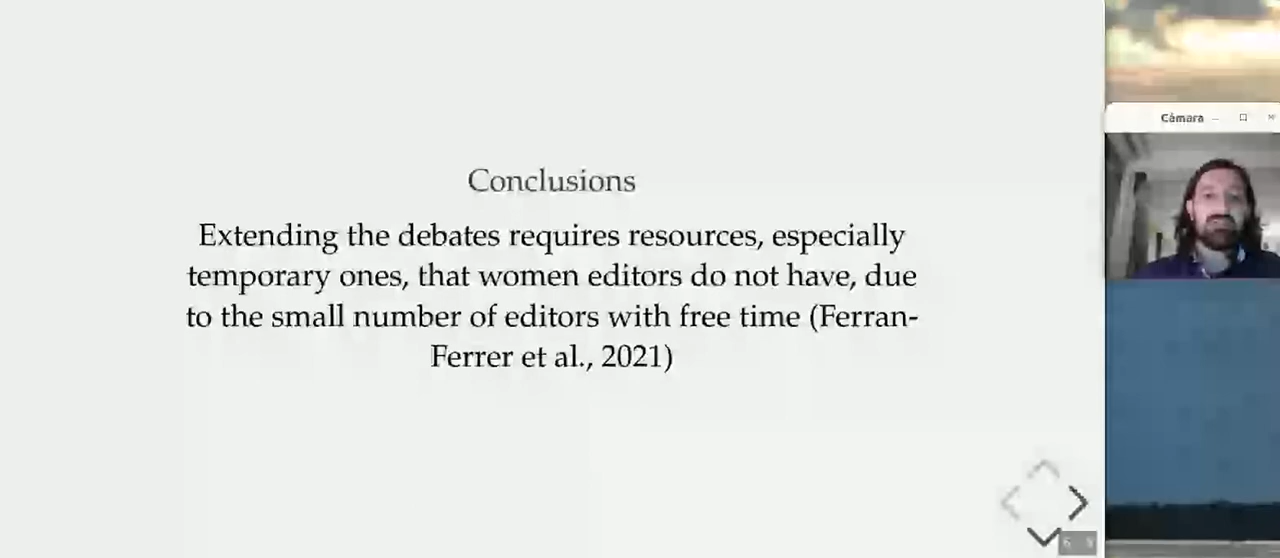 Conclusions
Extending the debates requires resources, especially
temporary ones, that women editors do not have, due
to the small number of editors with free time (Ferran-
Ferrer et al., 2021)
Cámara